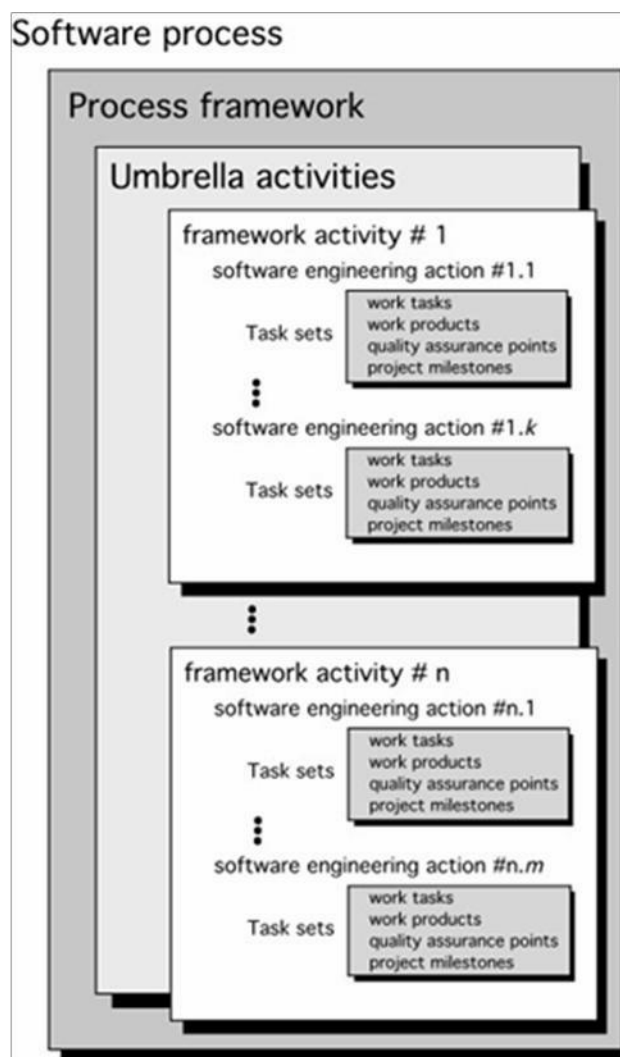 Software process
Process framework
Umbrella activities
framework activity # 1
software engineering action #1.1
Task sets
work tasks
work products
quality assurance points
project milestones
software engineering action #1.k
Task sets
work tasks
work products
quality assurance points
project milestones
framework activity # n
software engineering action #n.1
Task sets
work tasks
work products
quality assurance points
project milestones
software engineering action #n.m
Task sets
work tasks
work products
quality assurance points
project milestones